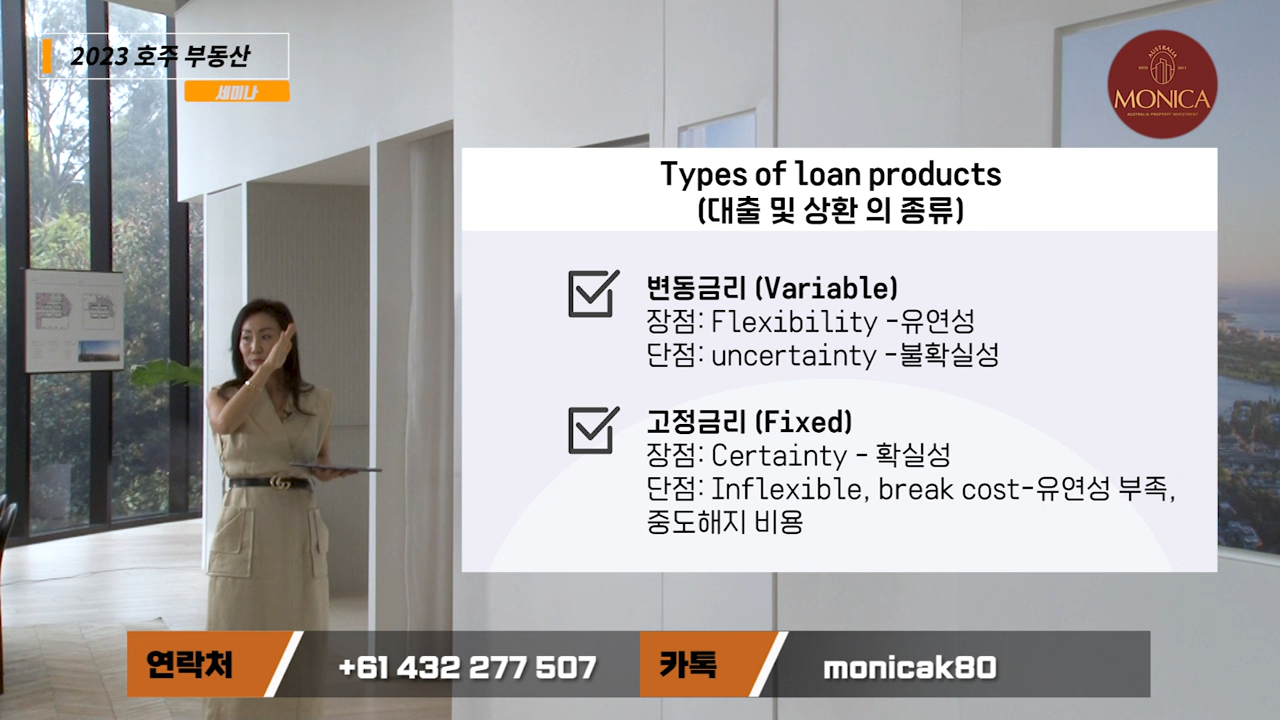 2023 호주 부동산
세미나
AUSTRALIA
MONICA
AUSTRALIA PROPERTY INVESTMENT
Types of loan products
(대출 및 상환 의 종류)
변동금리 (Variable)
장점: Flexibility -유연성
단점: uncertainty -불확실성
고정금리 (Fixed)
장점: Certainty - 확실성
단점: Inflexible, break cost-유연성 부족,
중도해지 비용
연락처
+61 432 277 507
카톡
monicak80